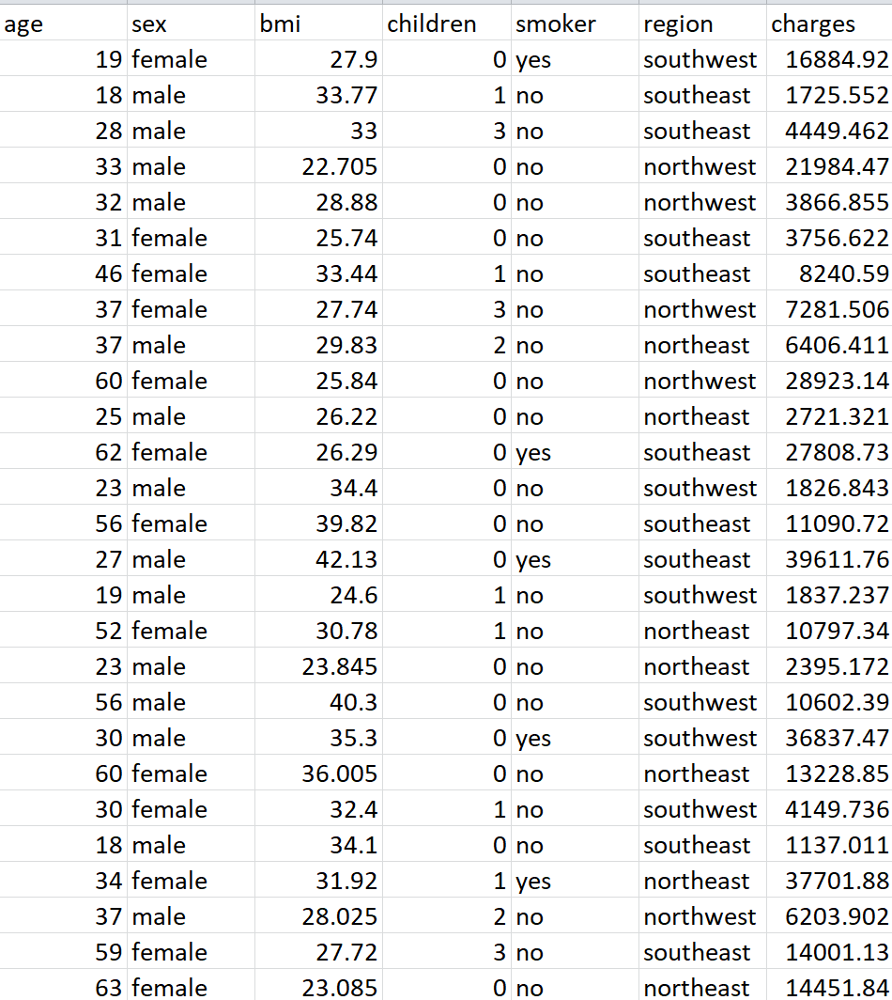 age sex bmi children smoker region charges
19 female 27.9 0 yes southwest 16884.92
18 male 33.77 1 no southeast 1725.552
28 male 33 3 no southeast 4449.462
33 male 22.705 0 no northwest 21984.47
32 male 28.88 0 no northwest 3866.855
31 female 25.74 0 no southeast 3756.622
46 female 33.44 1 no southeast 8240.59
37 female 27.74 3 no northwest 7281.506
37 male 29.83 2 no northeast 6406.411
60 female 25.84 0 no northwest 28923.14
25 male 26.22 0 no northeast 2721.321
62 female 26.29 0 yes southeast 27808.73
23 male 34.4 0 no southwest 1826.843
56 female 39.82 0 no southeast 11090.72
27 male 42.13 0 yes southeast 39611.76
19 male 24.6 1 no southwest 1837.237
52 female 30.78 1 no northeast 10797.34
23 male 23.845 0 no northeast 2395.172
56 male 40.3 0 no southwest 10602.39
30 male 35.3 0 yes southwest 36837.47
60 female 36.005 0 no northeast 13228.85
30 female 32.4 1 no southwest 4149.736
18 male 34.1 0 no southeast 1137.011
34 female 31.92 1 yes northeast 37701.88
37 male 28.025 2 no northwest 6203.902
59 female 27.72 3 no southeast 14001.13
63 female 23.085 0 no northeast 14451.84